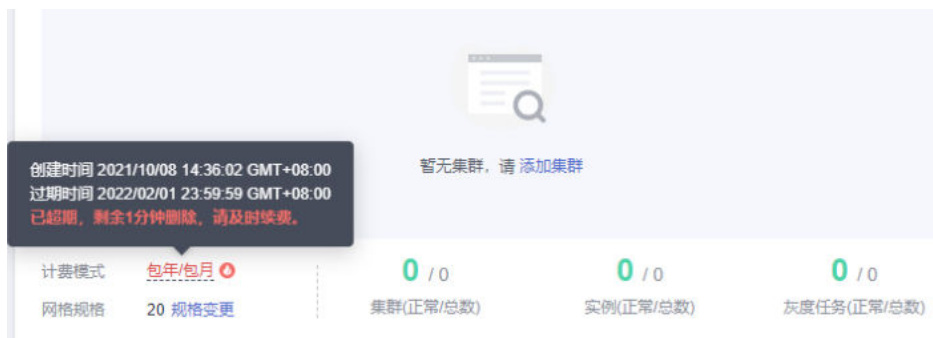 暂无集群，请 添加集群
创建时间 2021/10/08 14:36:02 GMT+08:00
过期时间 2022/02/01 23:59:59 GMT+08:00
已超期，剩余1分钟删除，请及时续费。
计费模式 包年/包月
网格规格 20 规格变更
0 / 0
集群(正常/总数)
0 / 0
实例(正常/总数)
0 / 0
灰度任务(正常/总数)